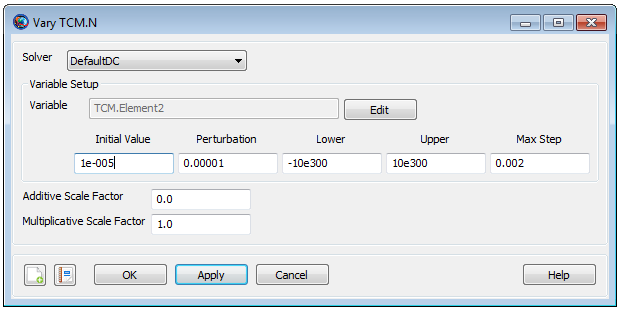 Vary TCM.N
Solver DefaultDC
Variable Setup
Variable TCM.Element2 Edit
Initial Value Perturbation Lower Upper Max Step
1e-005 0.00001 -10e300 10e300 0.002
Additive Scale Factor 0.0
Multiplicative Scale Factor 1.0
OK Apply Cancel Help